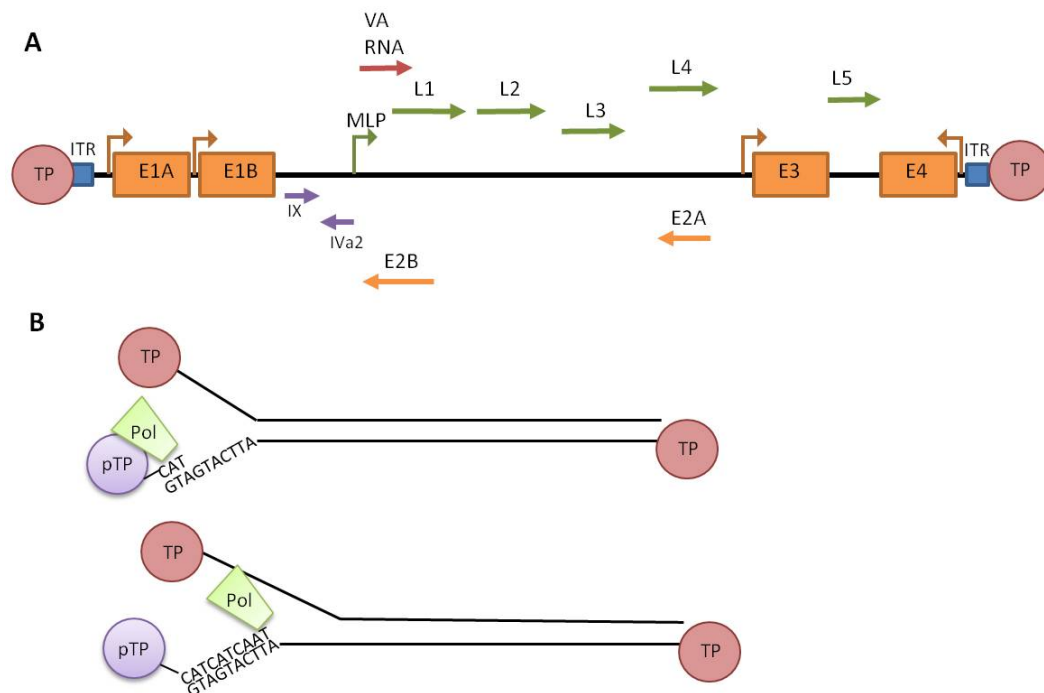 A
VA
RNA
L1
L2
L3
L4
L5
MLP
TP
ITR
E1A
E1B
E3
E4
ITR
TP
IX
IVa2
E2B
E2A
B
TP
Pol
pTP
CAT
GTAGTACTTA
TP
TP
Pol
pTP
CATCATCAAT
GTAGTACTTA
TP